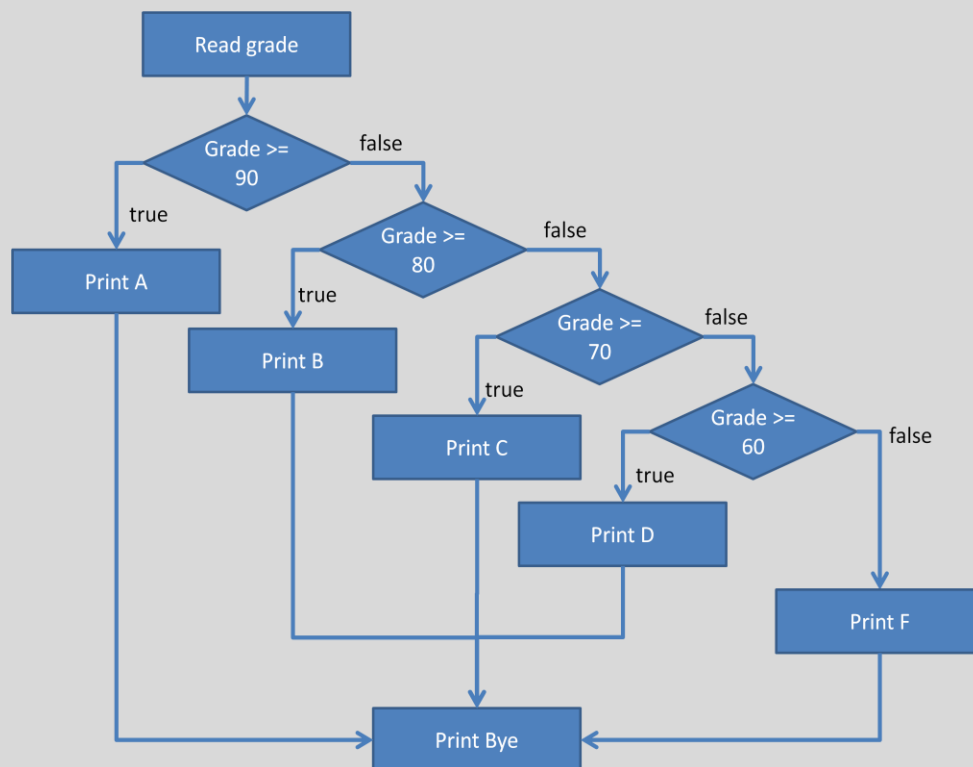 Read grade
Grade >=
90
false
true
Print A
Grade >=
80
false
true
Print B
Grade >=
70
false
true
Print C
Grade >=
60
false
true
Print D
Print F
Print Bye